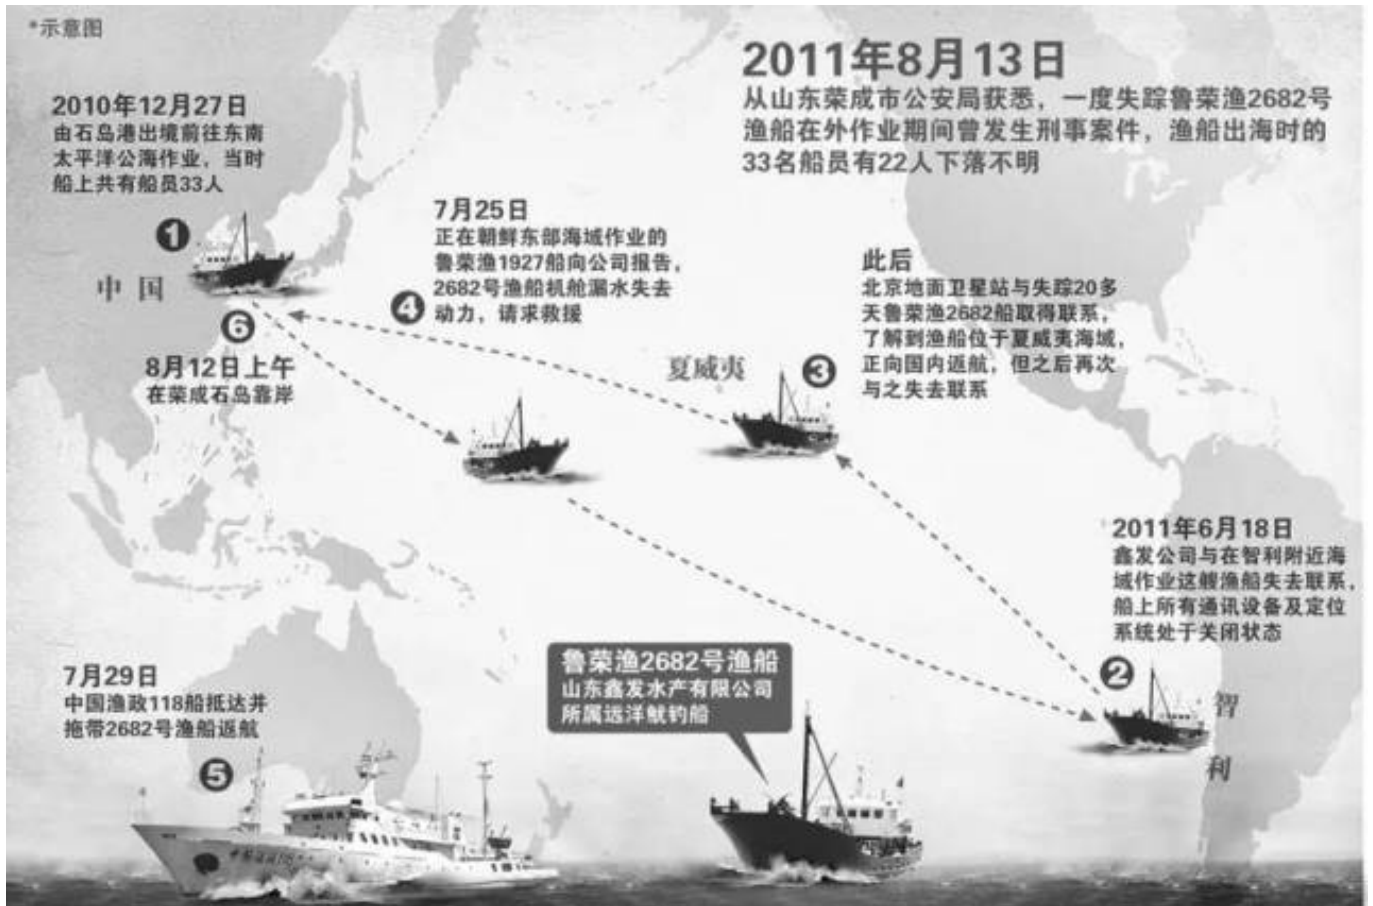 *示意图
2011年8月13日
从山东荣成市公安局获悉，一度失踪鲁荣渔2682号
渔船在外作业期间曾发生刑事案件，渔船出海时的
33名船员有22人下落不明
2010年12月27日
由石岛港出境前往东南
太平洋公海作业，当时
船上共有船员33人
1
中国
7月25日
正在朝鲜东部海域作业的
鲁荣渔1927船向公司报告，
2682号渔船机舱漏水失去
动力，请求救援
4
此后
北京地面卫星站与失踪20多
天鲁荣渔2682船取得联系，
了解到渔船位于夏威夷海域，
正向国内返航，但之后再次
与之失去联系
3
夏威夷
6
8月12日上午
在荣成石岛靠岸
2011年6月18日
鑫发公司与在智利附近海
域作业这艘渔船失去联系，
船上所有通讯设备及定位
系统处于关闭状态
2
智利
鲁荣渔2682号渔船
山东鑫发水产有限公司
所属远洋鱿钓船
7月29日
中国渔政118船抵达并
拖带2682号渔船返航
5